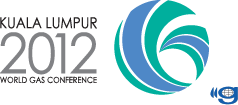 KUALA LUMPUR
2012
WORLD GAS CONFERENCE
g